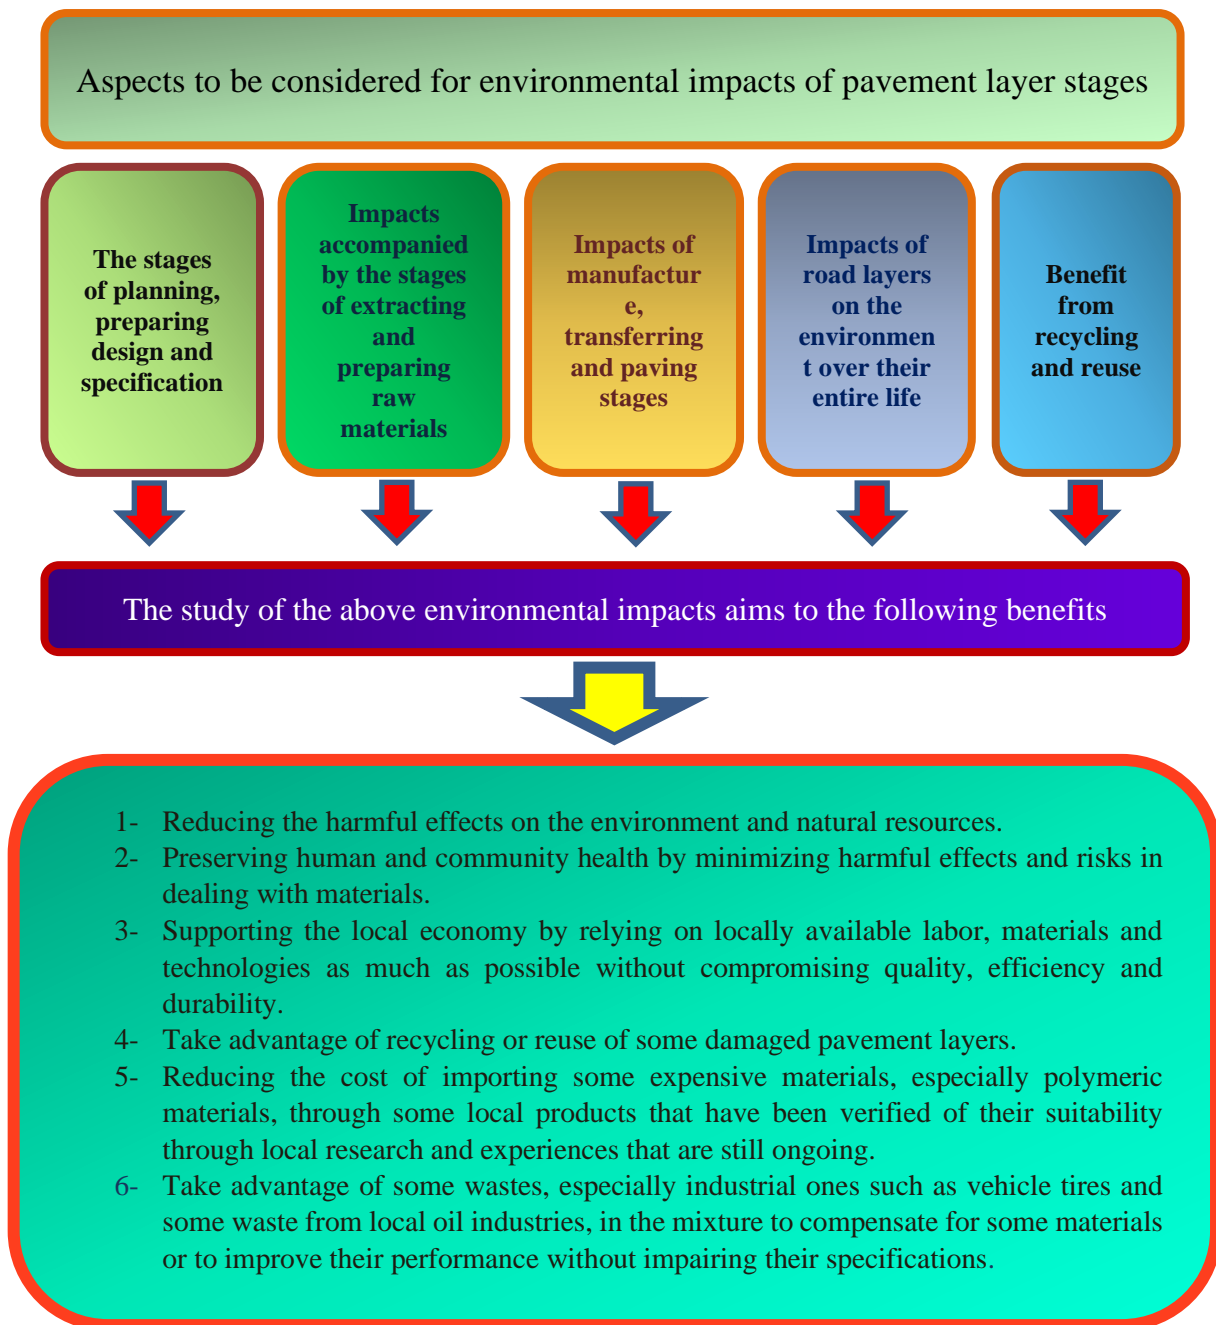 Aspects to be considered for environmental impacts of pavement layer stages
The stages
of planning,
preparing
design and
specification
Impacts
accompanied
by the stages
of extracting
and
preparing
raw
materials
Impacts of
manufactur
e,
transferring
and paving
stages
Impacts of
road layers
on the
environmen
t over their
entire life
Benefit
from
recycling
and reuse
The study of the above environmental impacts aims to the following benefits
1- Reducing the harmful effects on the environment and natural resources.
2- Preserving human and community health by minimizing harmful effects and risks in
dealing with materials.
3- Supporting the local economy by relying on locally available labor, materials and
technologies as much as possible without compromising quality, efficiency and
durability.
4- Take advantage of recycling or reuse of some damaged pavement layers.
5- Reducing the cost of importing some expensive materials, especially polymeric
materials, through some local products that have been verified of their suitability
through local research and experiences that are still ongoing.
6- Take advantage of some wastes, especially industrial ones such as vehicle tires and
some waste from local oil industries, in the mixture to compensate for some materials
or to improve their performance without impairing their specifications.